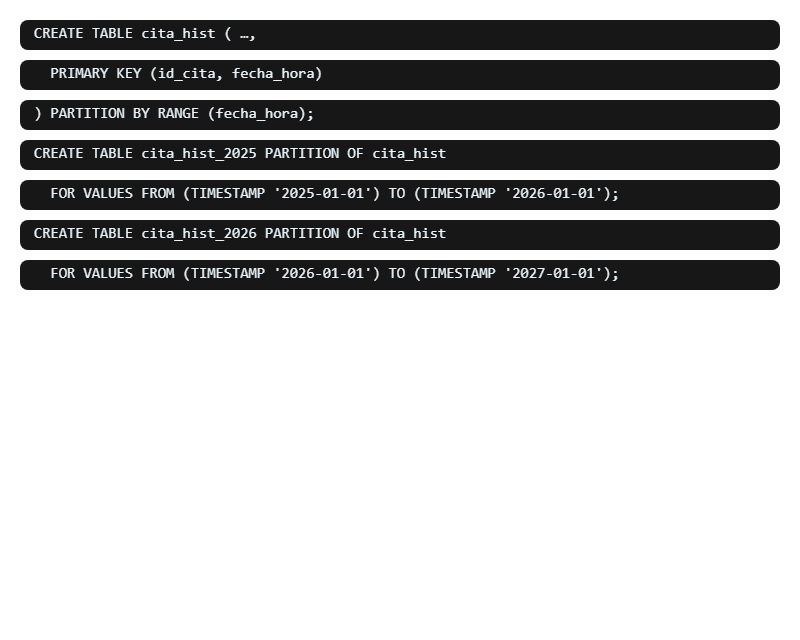 CREATE TABLE cita_hist ( …,
PRIMARY KEY (id_cita, fecha_hora)
) PARTITION BY RANGE (fecha_hora);
CREATE TABLE cita_hist_2025 PARTITION OF cita_hist
FOR VALUES FROM (TIMESTAMP '2025-01-01') TO (TIMESTAMP '2026-01-01');
CREATE TABLE cita_hist_2026 PARTITION OF cita_hist
FOR VALUES FROM (TIMESTAMP '2026-01-01') TO (TIMESTAMP '2027-01-01');